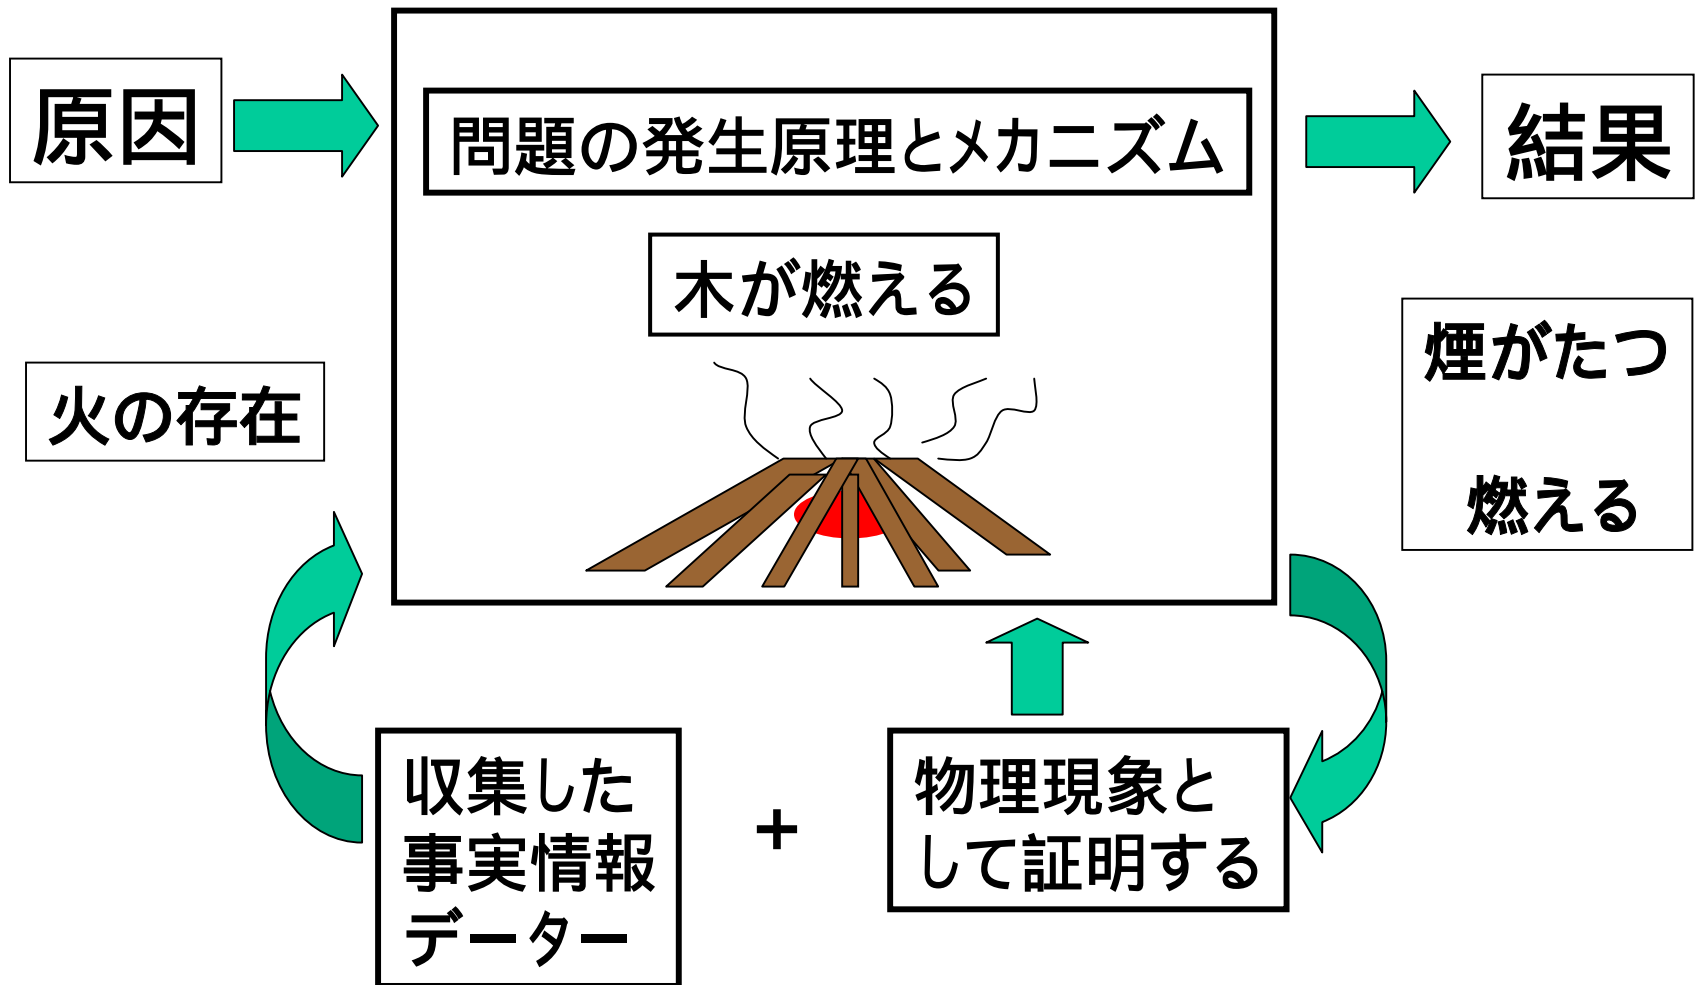 原因
問題の発生原理とメカニズム
結果
木が燃える
火の存在
煙がたつ
燃える
収集した
事実情報
データー
+
物理現象と
して証明する